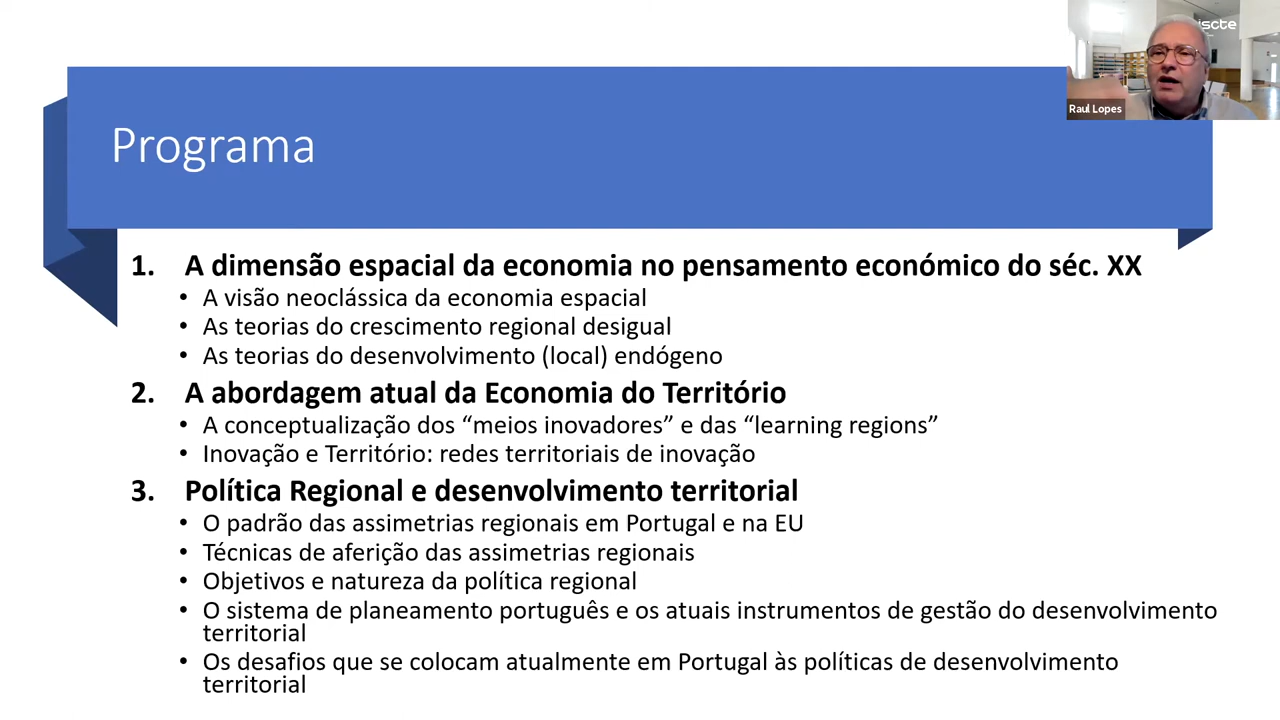 iscte
Raul Lopes
Programa
1. A dimensão espacial da economia no pensamento económico do séc. XX
• A visão neoclássica da economia espacial
• As teorias do crescimento regional desigual
• As teorias do desenvolvimento (local) endógeno
2. A abordagem atual da Economia do Território
• A conceptualização dos “meios inovadores” e das “learning regions”
• Inovação e Território: redes territoriais de inovação
3. Política Regional e desenvolvimento territorial
• O padrão das assimetrias regionais em Portugal e na EU
• Técnicas de aferição das assimetrias regionais
• Objetivos e natureza da política regional
• O sistema de planeamento português e os atuais instrumentos de gestão do desenvolvimento
territorial
• Os desafios que se colocam atualmente em Portugal às políticas de desenvolvimento
territorial